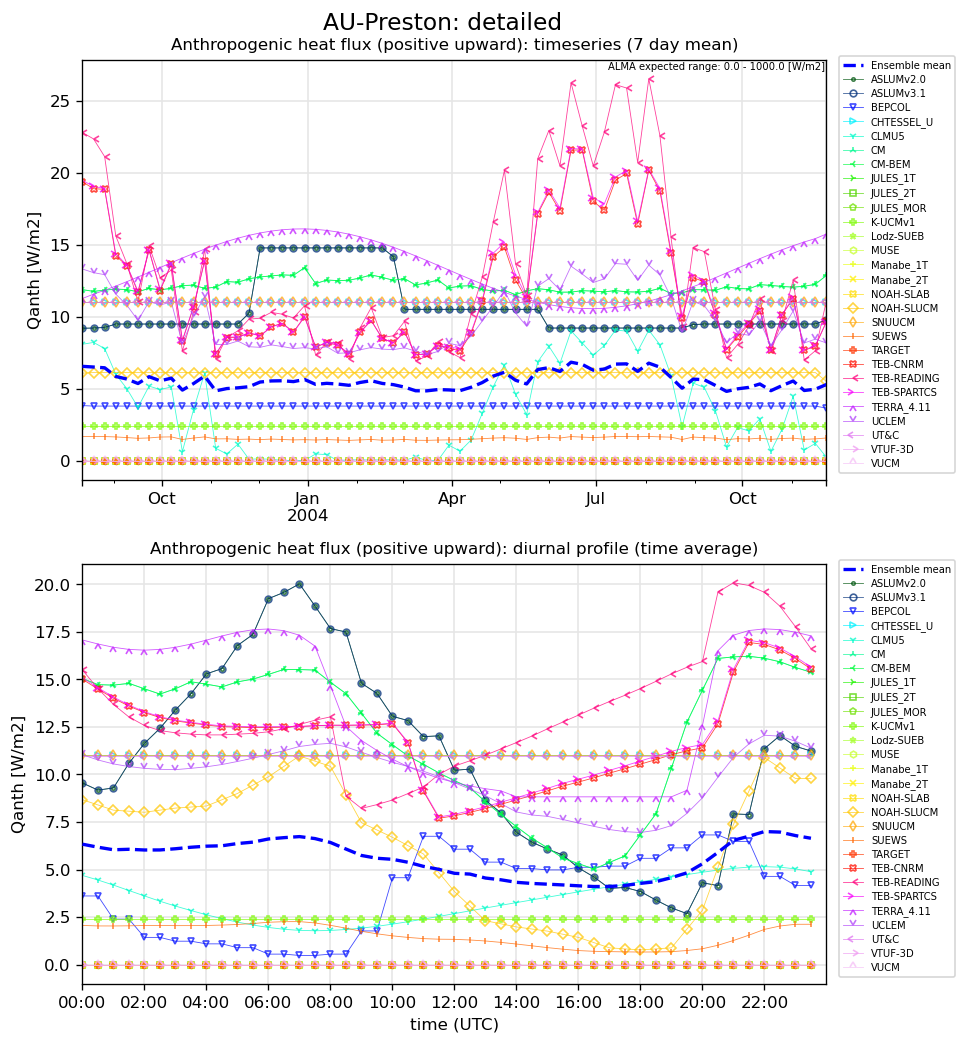 AU-Preston: detailed
Anthropogenic heat flux (positive upward): timeseries (7 day mean)
ALMA expected range: 0.0 - 1000.0 [W/m2]
Qanth [W/m2]
25
20
15
10
5
0
Oct
Jan
2004
Apr
Jul
Oct
Ensemble mean
ASLUMv2.0
ASLUMv3.1
BEPCOL
CHTESSEL_U
CLMU5
CM
CM-BEM
JULES_1T
JULES_2T
JULES_MOR
K-UCMv1
Lodz-SUEB
MUSE
Manabe_1T
Manabe_2T
NOAH-SLAB
NOAH-SLUCM
SNUUCM
SUEWS
TARGET
TEB-CNRM
TEB-READING
TEB-SPARTCS
TERRA_4.11
UCLEM
UT&C
VTUF-3D
VUCM
Anthropogenic heat flux (positive upward): diurnal profile (time average)
Qanth [W/m2]
20.0
17.5
15.0
12.5
10.0
7.5
5.0
2.5
0.0
00:00
02:00
04:00
06:00
08:00
10:00
12:00
14:00
16:00
18:00
20:00
22:00
time (UTC)
Ensemble mean
ASLUMv2.0
ASLUMv3.1
BEPCOL
CHTESSEL_U
CLMU5
CM
CM-BEM
JULES_1T
JULES_2T
JULES_MOR
K-UCMv1
Lodz-SUEB
MUSE
Manabe_1T
Manabe_2T
NOAH-SLAB
NOAH-SLUCM
SNUUCM
SUEWS
TARGET
TEB-CNRM
TEB-READING
TEB-SPARTCS
TERRA_4.11
UCLEM
UT&C
VTUF-3D
VUCM